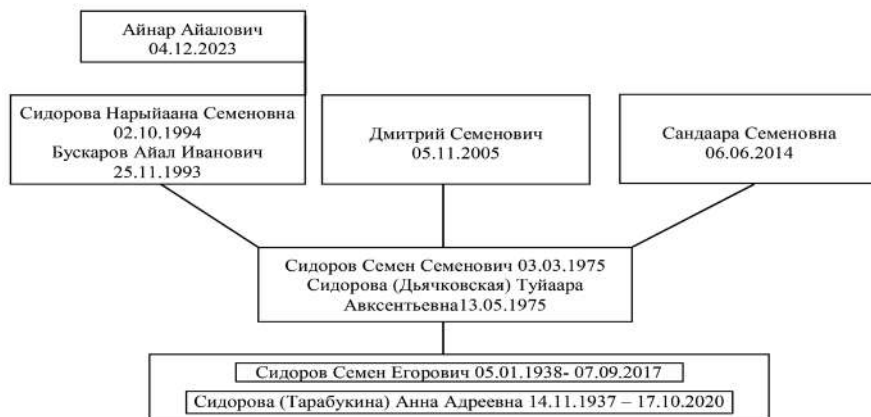 Айнар Айалович
04.12.2023
Сидорова Нарыйаана Семеновна
02.10.1994
Бускаров Айал Иванович
25.11.1993
Дмитрий Семенович
05.11.2005
Сандаара Семеновна
06.06.2014
Сидоров Семен Семенович 03.03.1975
Сидорова (Дьячковская) Туйаара
Авксентьевна13.05.1975
Сидоров Семен Егорович 05.01.1938- 07.09.2017
Сидорова (Тарабукина) Анна Адреевна 14.11.1937 – 17.10.2020